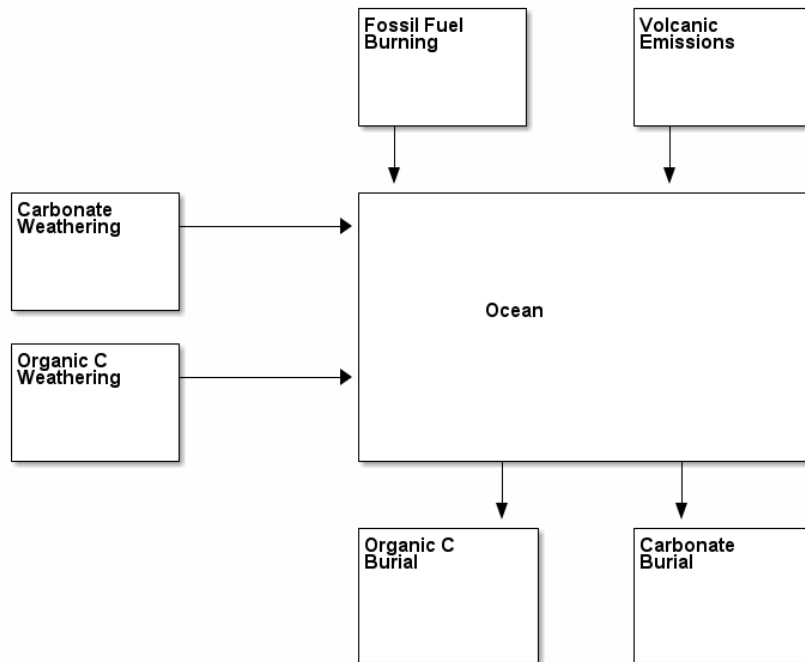 Fossil Fuel
Burning
Volcanic
Emissions
Carbonate
Weathering
Ocean
Organic C
Weathering
Organic C
Burial
Carbonate
Burial